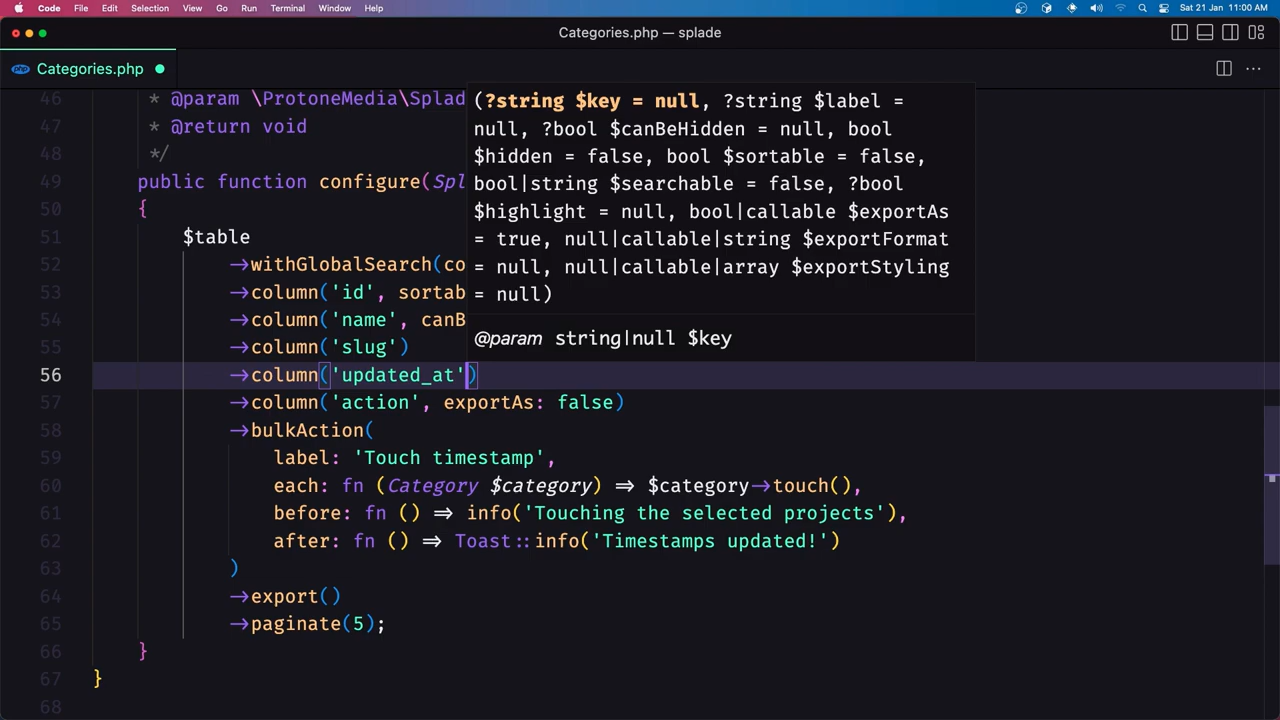 Code File Edit Selection View Go Run Terminal Window Help Sat 21 Jan 11:00 AM
Categories.php — splade
php Categories.php
46 * @param \ProtoneMedia\Splad
47 * @return void
48 */
49 public function configure(Spl
50 {
51 $table
52 ->withGlobalSearch(co
53 ->column('id', sortab
54 ->column('name', canB
55 ->column('slug')
56 ->column('updated_at')
57 ->column('action', exportAs: false)
58 ->bulkAction(
59 label: 'Touch timestamp',
60 each: fn (Category $category) => $category->touch(),
61 before: fn () => info('Touching the selected projects'),
62 after: fn () => Toast::info('Timestamps updated!')
63 )
64 ->export()
65 ->paginate(5);
66 }
67 }
68
(?string $key = null, ?string $label =
null, ?bool $canBeHidden = null, bool
$hidden = false, bool $sortable = false,
bool|string $searchable = false, ?bool
$highlight = null, bool|callable $exportAs
= true, null|callable|string $exportFormat
= null, null|callable|array $exportStyling
= null)
@param string|null $key